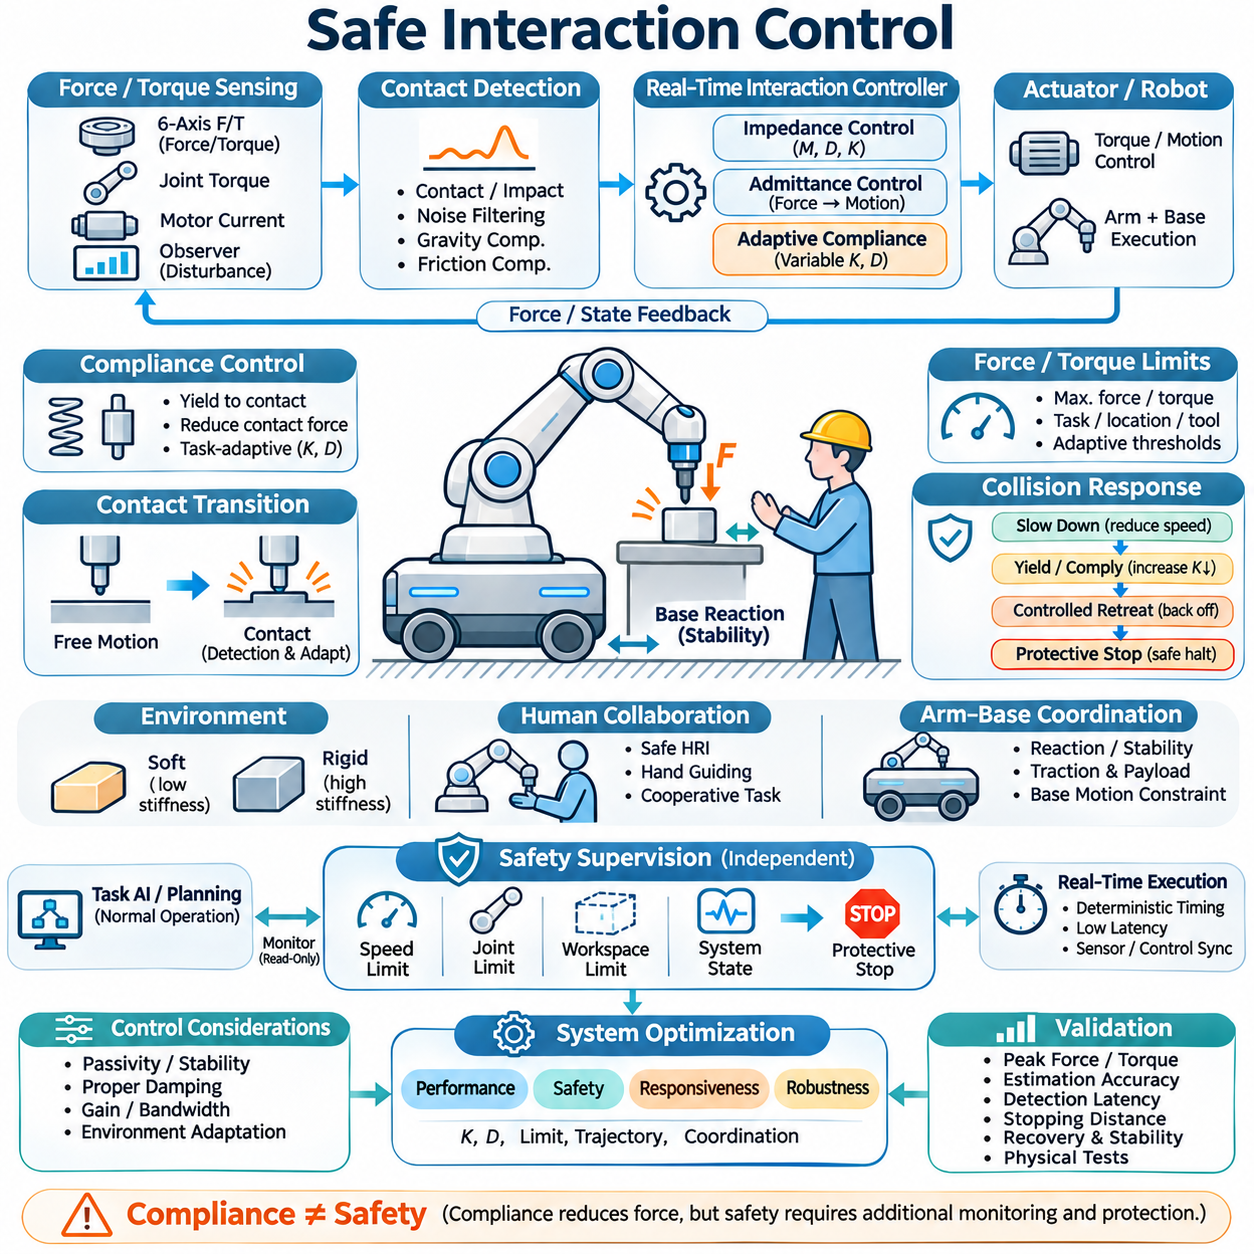 Safe Interaction Control
Force / Torque Sensing
6-Axis F/T
(Force/Torque)
Joint Torque
Motor Current
Observer
(Disturbance)
Contact Detection
• Contact / Impact
• Noise Filtering
• Gravity Comp.
• Friction Comp.
Real-Time Interaction Controller
Impedance Control
(M, D, K)
Admittance Control
(Force → Motion)
Adaptive Compliance
(Variable K, D)
Actuator / Robot
Torque / Motion
Control
Arm + Base
Execution
Force / State Feedback
Compliance Control
• Yield to contact
• Reduce contact force
• Task-adaptive (K, D)
Contact Transition
Free Motion
Contact
(Detection & Adapt)
F
Base Reaction
(Stability)
Force / Torque Limits
• Max. force / torque
• Task / location / tool
• Adaptive thresholds
Collision Response
Slow Down (reduce speed)
Yield / Comply (increase K↓)
Controlled Retreat (back off)
Protective Stop (safe halt)
Environment
Soft
(low
stiffness)
Rigid
(high
stiffness)
Human Collaboration
• Safe HRI
• Hand Guiding
• Cooperative Task
Arm-Base Coordination
• Reaction / Stability
• Traction & Payload
• Base Motion Constraint
Task AI / Planning
(Normal Operation)
Monitor
(Read-Only)
Safety Supervision (Independent)
Speed
Limit
Joint
Limit
Workspace
Limit
System
State
STOP
Protective
Stop
Real-Time Execution
• Deterministic Timing
• Low Latency
• Sensor / Control Sync
Control Considerations
• Passivity / Stability
• Proper Damping
• Gain / Bandwidth
• Environment Adaptation
System Optimization
Performance
Safety
Responsiveness
Robustness
K, D, Limit, Trajectory, Coordination
Validation
• Peak Force / Torque
• Estimation Accuracy
• Detection Latency
• Stopping Distance
• Recovery & Stability
• Physical Tests
Compliance ≠ Safety (Compliance reduces force, but safety requires additional monitoring and protection.)